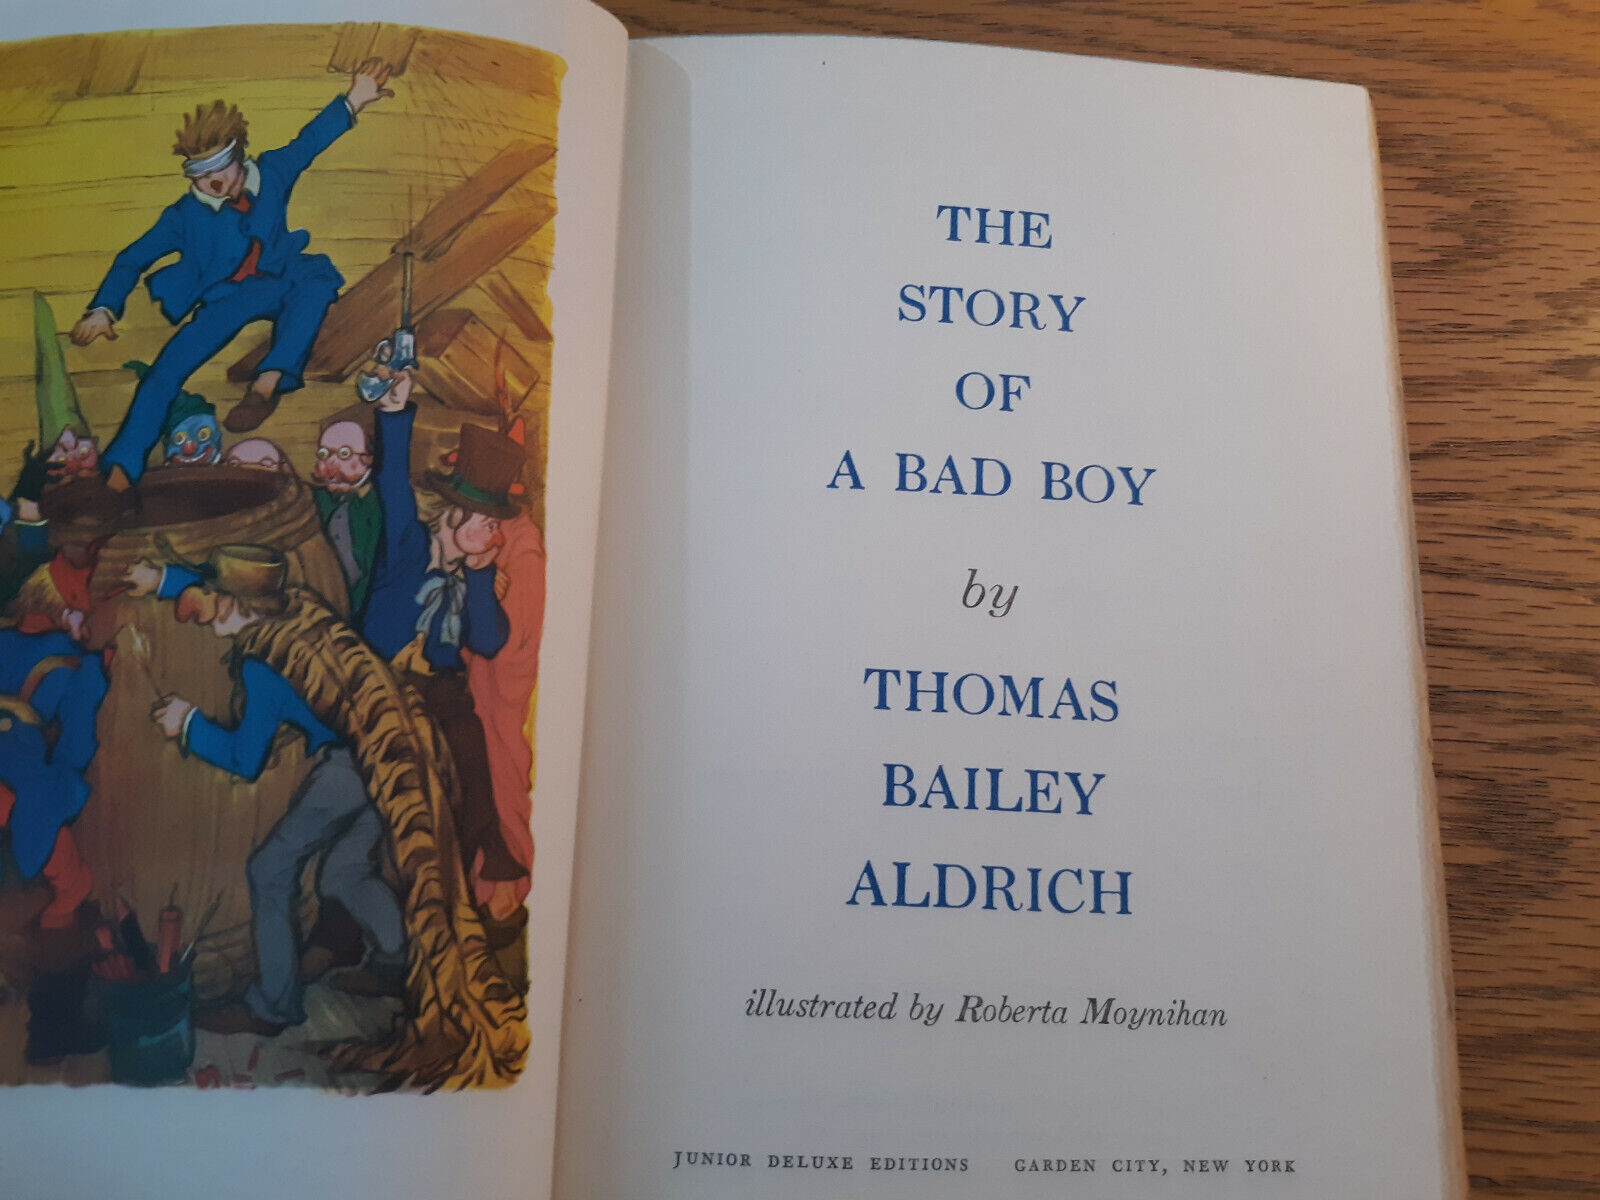 THE
STORY
OF
A BAD BOY
by
THOMAS
BAILEY
ALDRICH
illustrated by Roberta Moynihan
JUNIOR DELUXE EDITIONS GARDEN CITY, NEW YORK